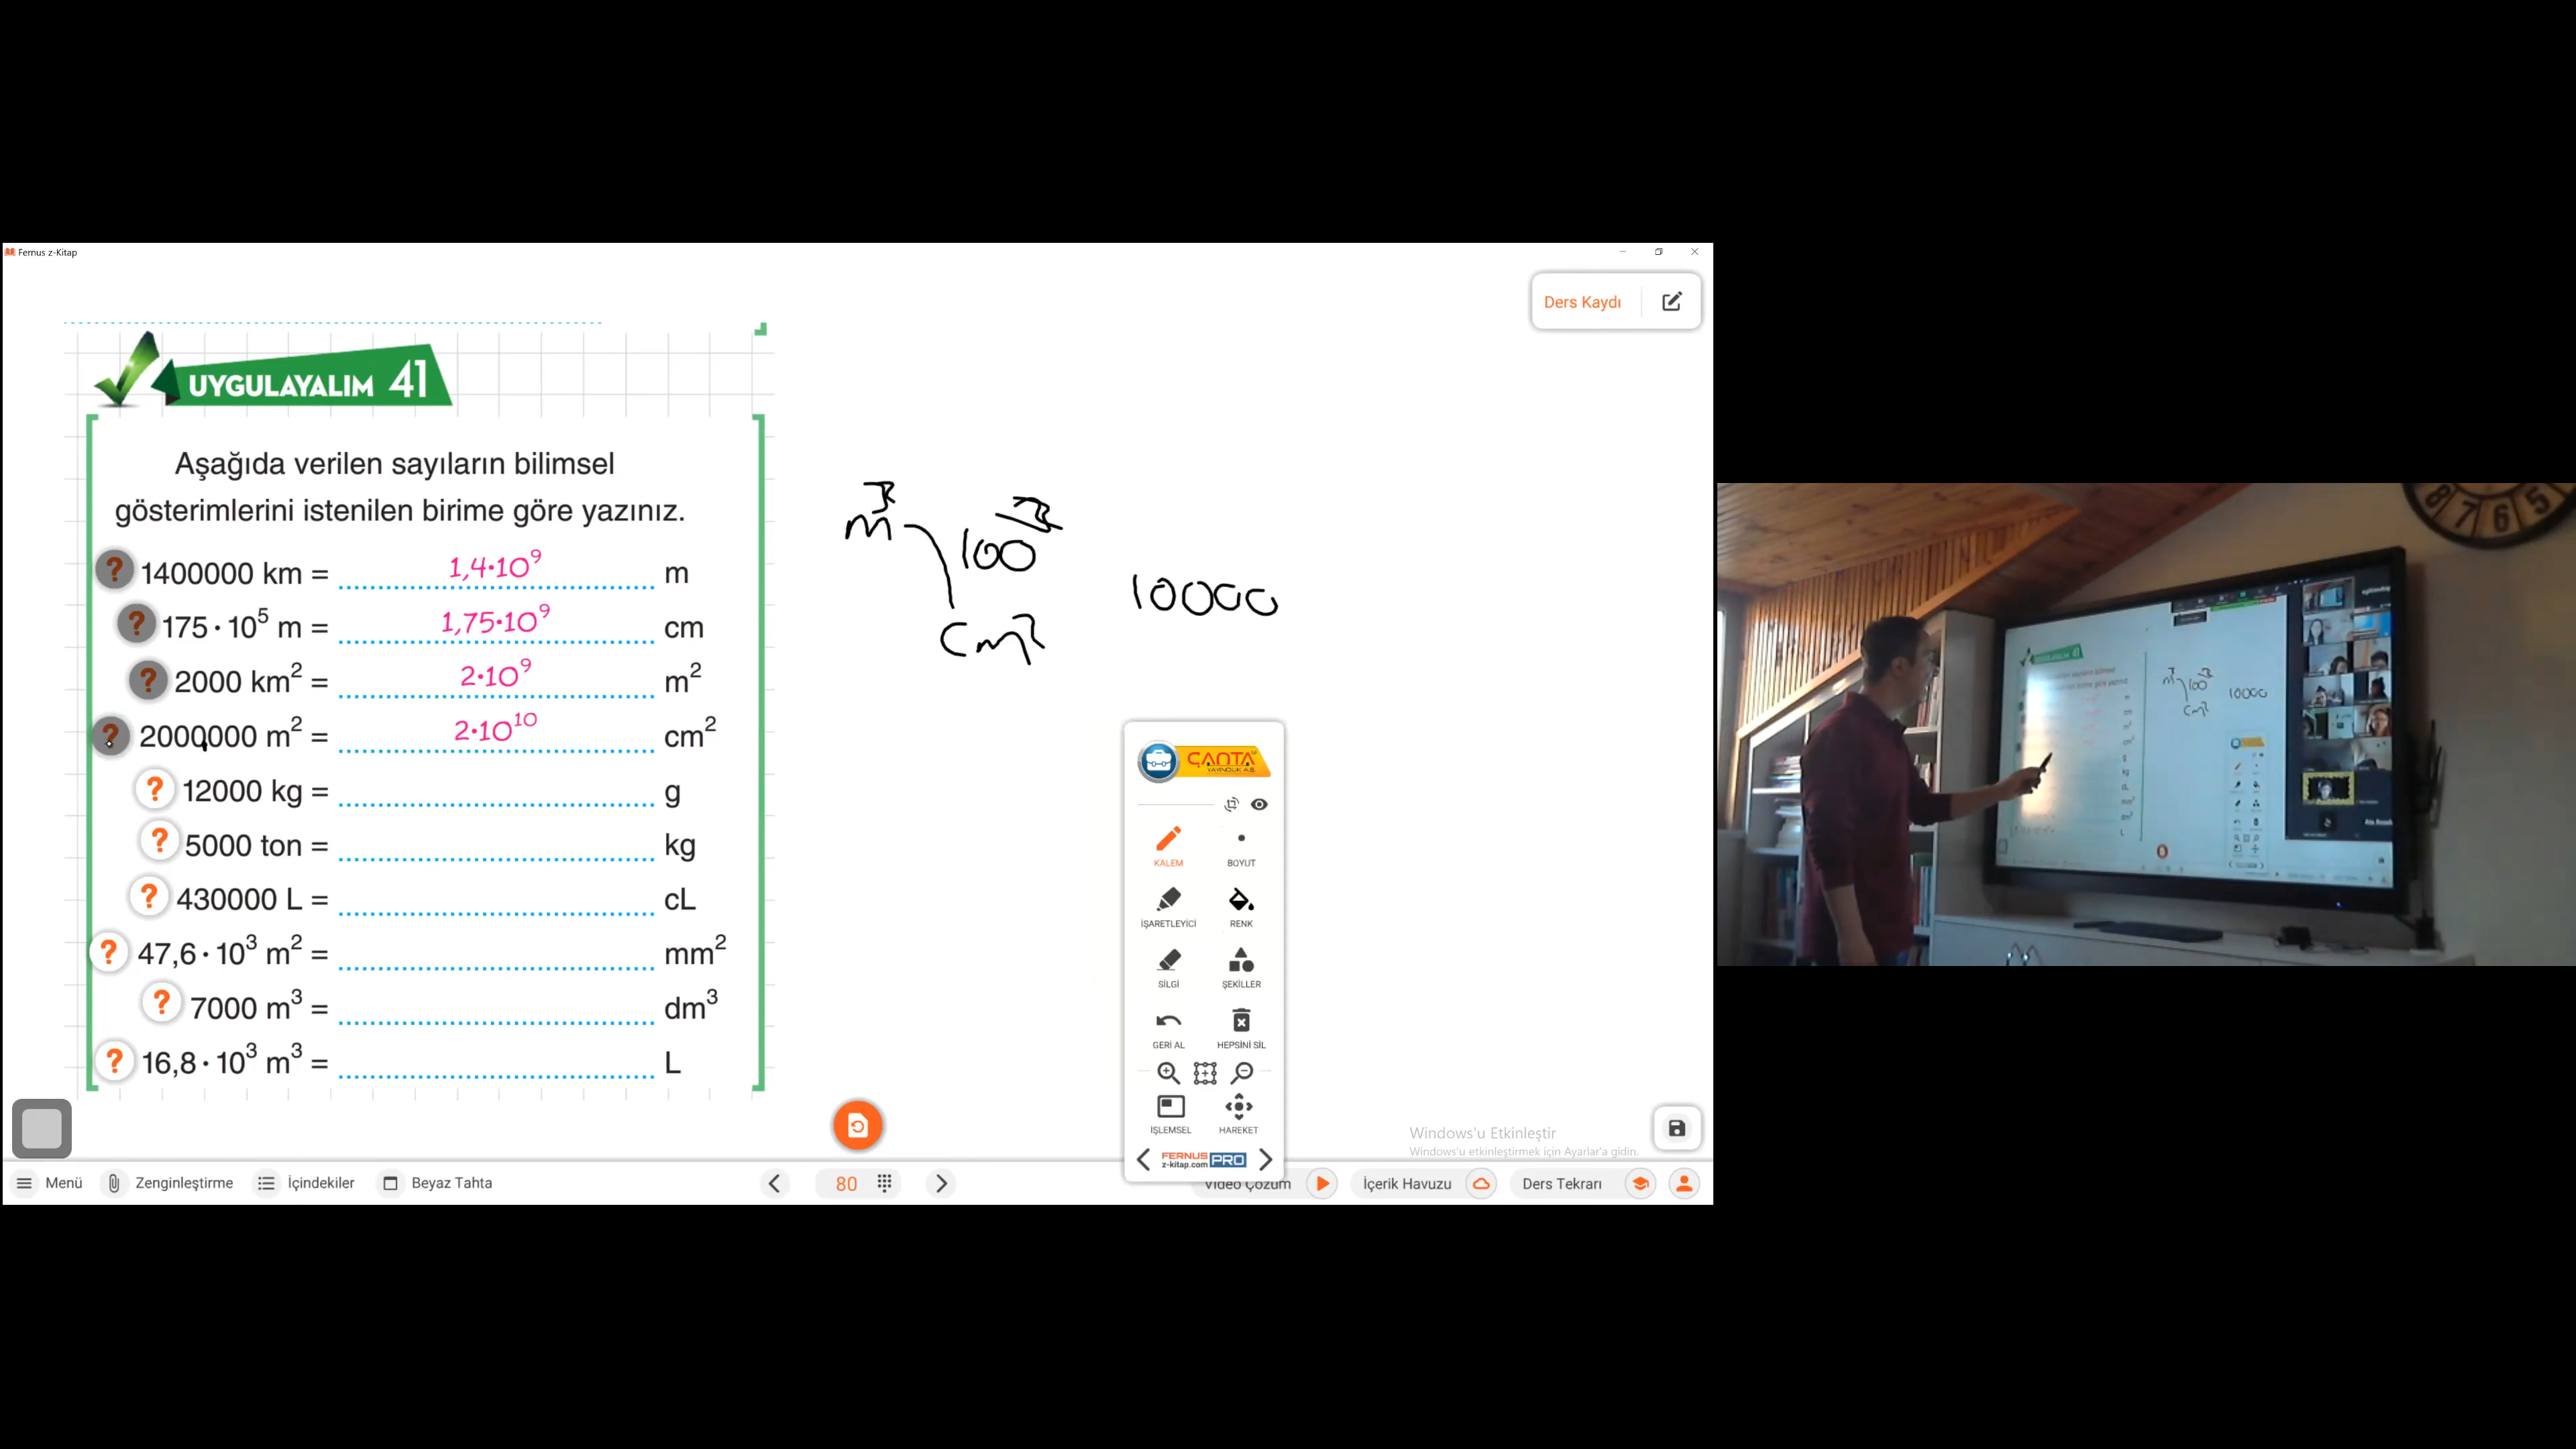 Fernus z-Kitap
Ders Kaydı
UYGULAYALIM 41
Aşağıda verilen sayıların bilimsel
gösterimlerini istenilen birime göre yazınız.
? 1400000 km = 1,4·10⁹ m
? 175·10⁵ m = 1,75·10⁹ cm
? 2000 km² = 2·10⁹ m²
? 2000000 m² = 2·10¹⁰ cm²
? 12000 kg = g
? 5000 ton = kg
? 430000 L = cL
? 47,6·10³ m² = mm²
? 7000 m³ = dm³
? 16,8·10³ m³ = L
m
100
10000
cm²
ÇANTA
YAYINCILIK A.Ş.
KALEM BOYUT
İŞARETLEYİCİ RENK
SİLGİ ŞEKİLLER
GERİ AL HEPSİNİ SİL
İŞLEMSEL HAREKET
FERNUS
z-kitap.com PRO
Windows'u Etkinleştir
Windows'u etkinleştirmek için Ayarlar'a gidin.
Menü Zenginleştirme İçindekiler Beyaz Tahta 80 Video Çözüm İçerik Havuzu Ders Tekrarı
8 7 6 5